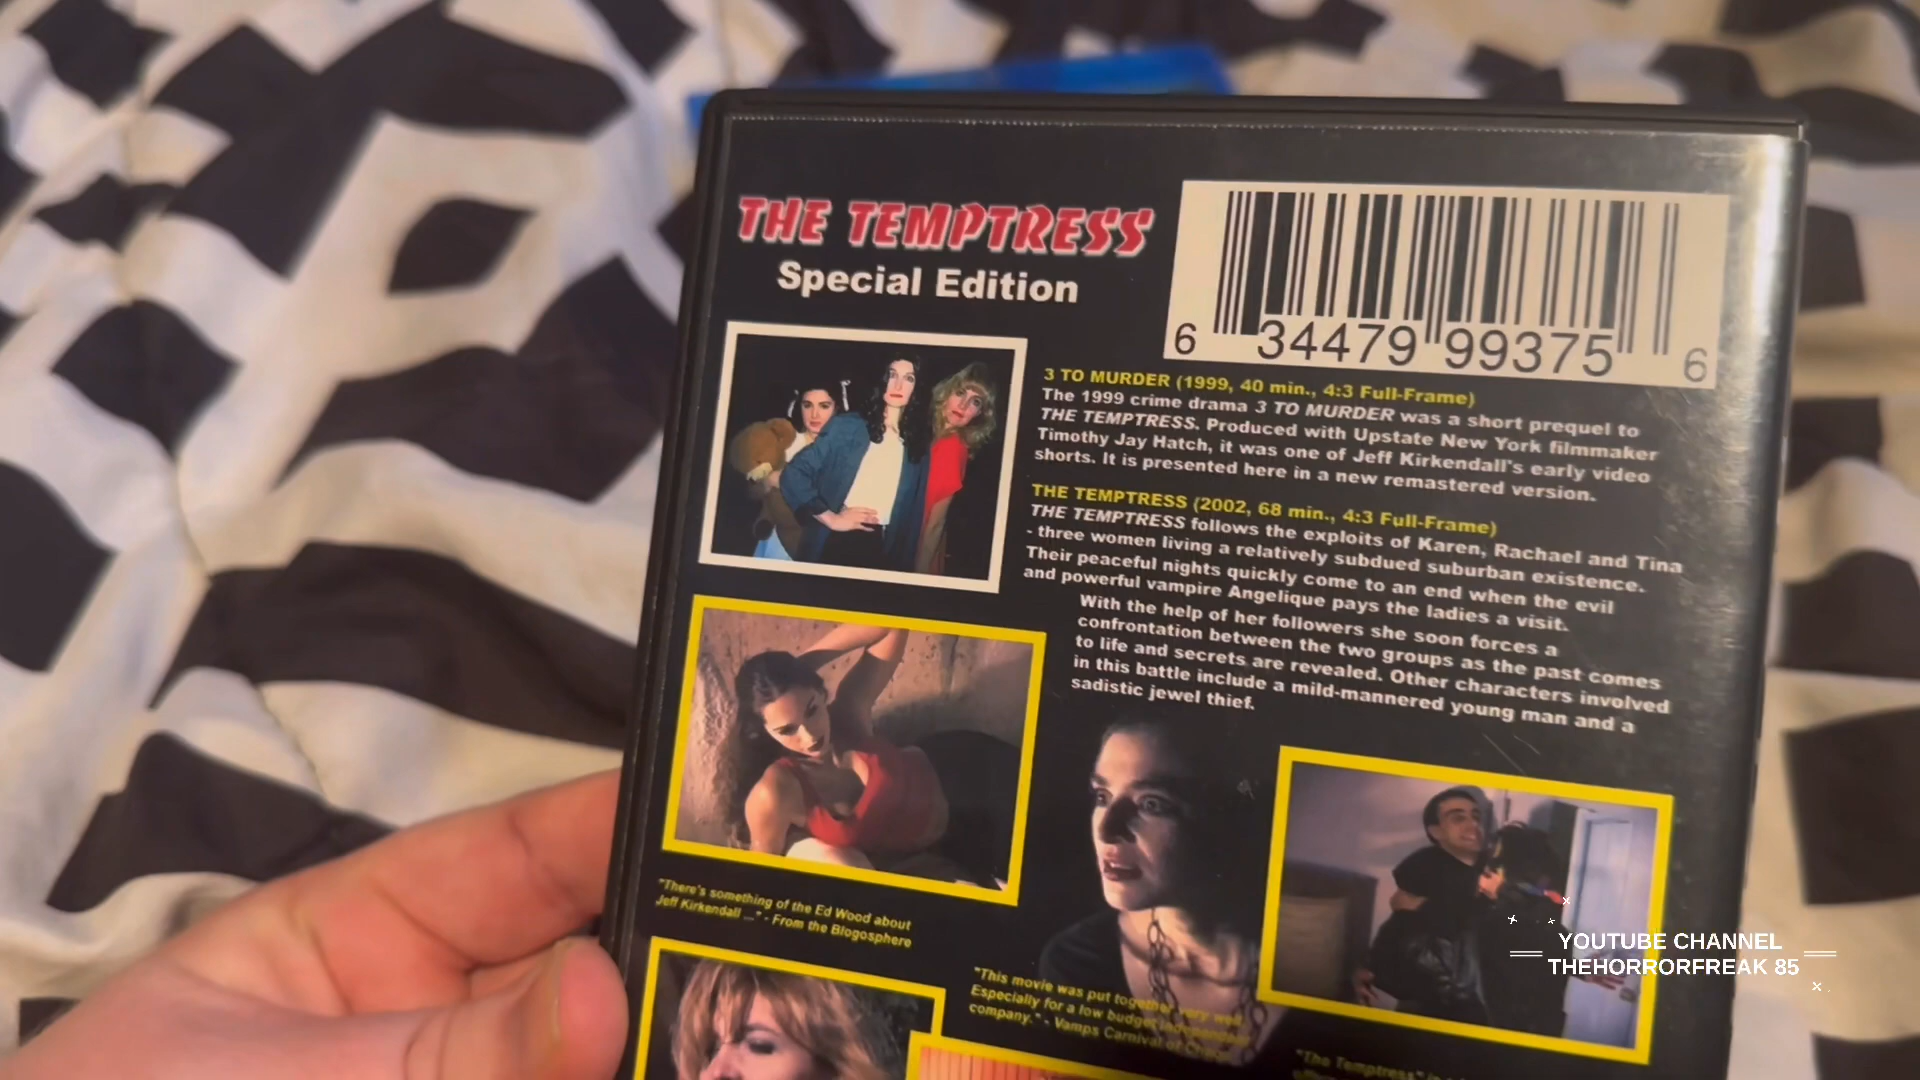 THE TEMPTRESS
Special Edition
6 34479 99375 6
3 TO MURDER (1999, 40 min., 4:3 Full-Frame)
The 1999 crime drama 3 TO MURDER was a short prequel to
THE TEMPTRESS. Produced with Upstate New York filmmaker
Timothy Jay Hatch, it was one of Jeff Kirkendall's early video
shorts. It is presented here in a new remastered version.
THE TEMPTRESS (2002, 68 min., 4:3 Full-Frame)
THE TEMPTRESS follows the exploits of Karen, Rachael and Tina
- three women living a relatively subdued suburban existence.
Their peaceful nights quickly come to an end when the evil
and powerful vampire Angelique pays the ladies a visit.
With the help of her followers she soon forces a
confrontation between the two groups as the past comes
to life and secrets are revealed. Other characters involved
in this battle include a mild-mannered young man and a
sadistic jewel thief.
"There's something of the Ed Wood about
Jeff Kirkendall ..." - From the Blogosphere
"This movie was put together very well
Especially for a low budget independent
company." - Vamps Carnival of Chaos
"The Temptress"
YOUTUBE CHANNEL
THEHORRORFREAK 85